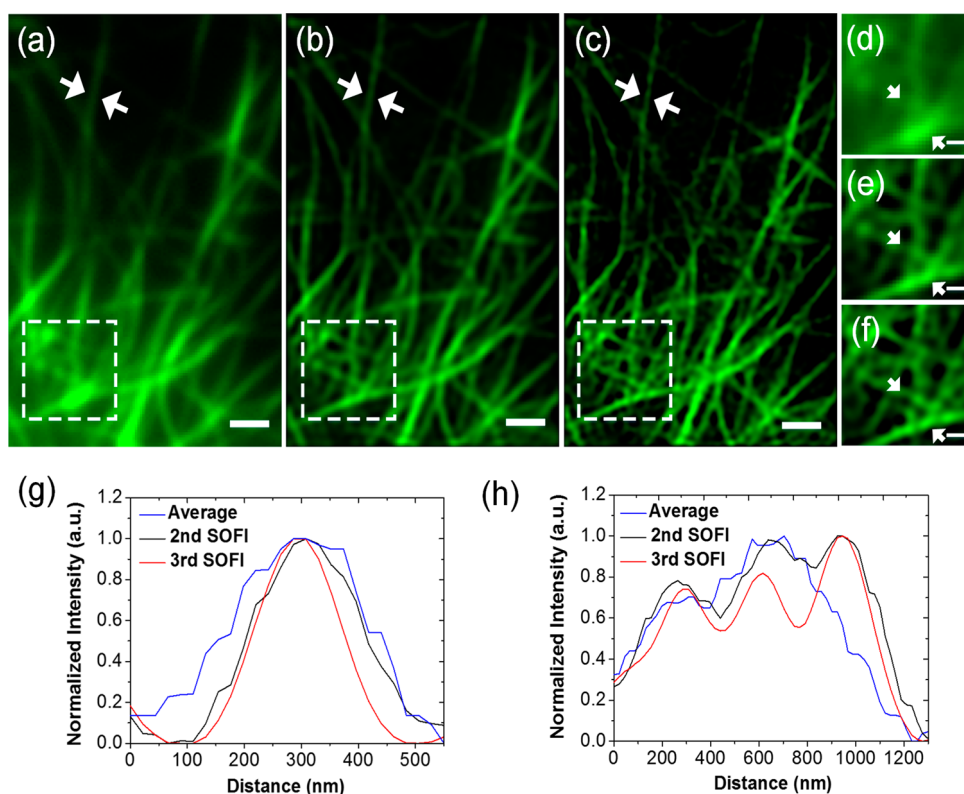 (a)
(b)
(c)
(d)
(e)
(f)
(g)
1.2
1.0
0.8
0.6
0.4
0.2
0.0
Normalized Intensity (a.u.)
Average
2nd SOFI
3rd SOFI
0 100 200 300 400 500
Distance (nm)
(h)
1.2
1.0
0.8
0.6
0.4
0.2
0.0
Normalized Intensity (a.u.)
Average
2nd SOFI
3rd SOFI
0 200 400 600 800 1000 1200
Distance (nm)